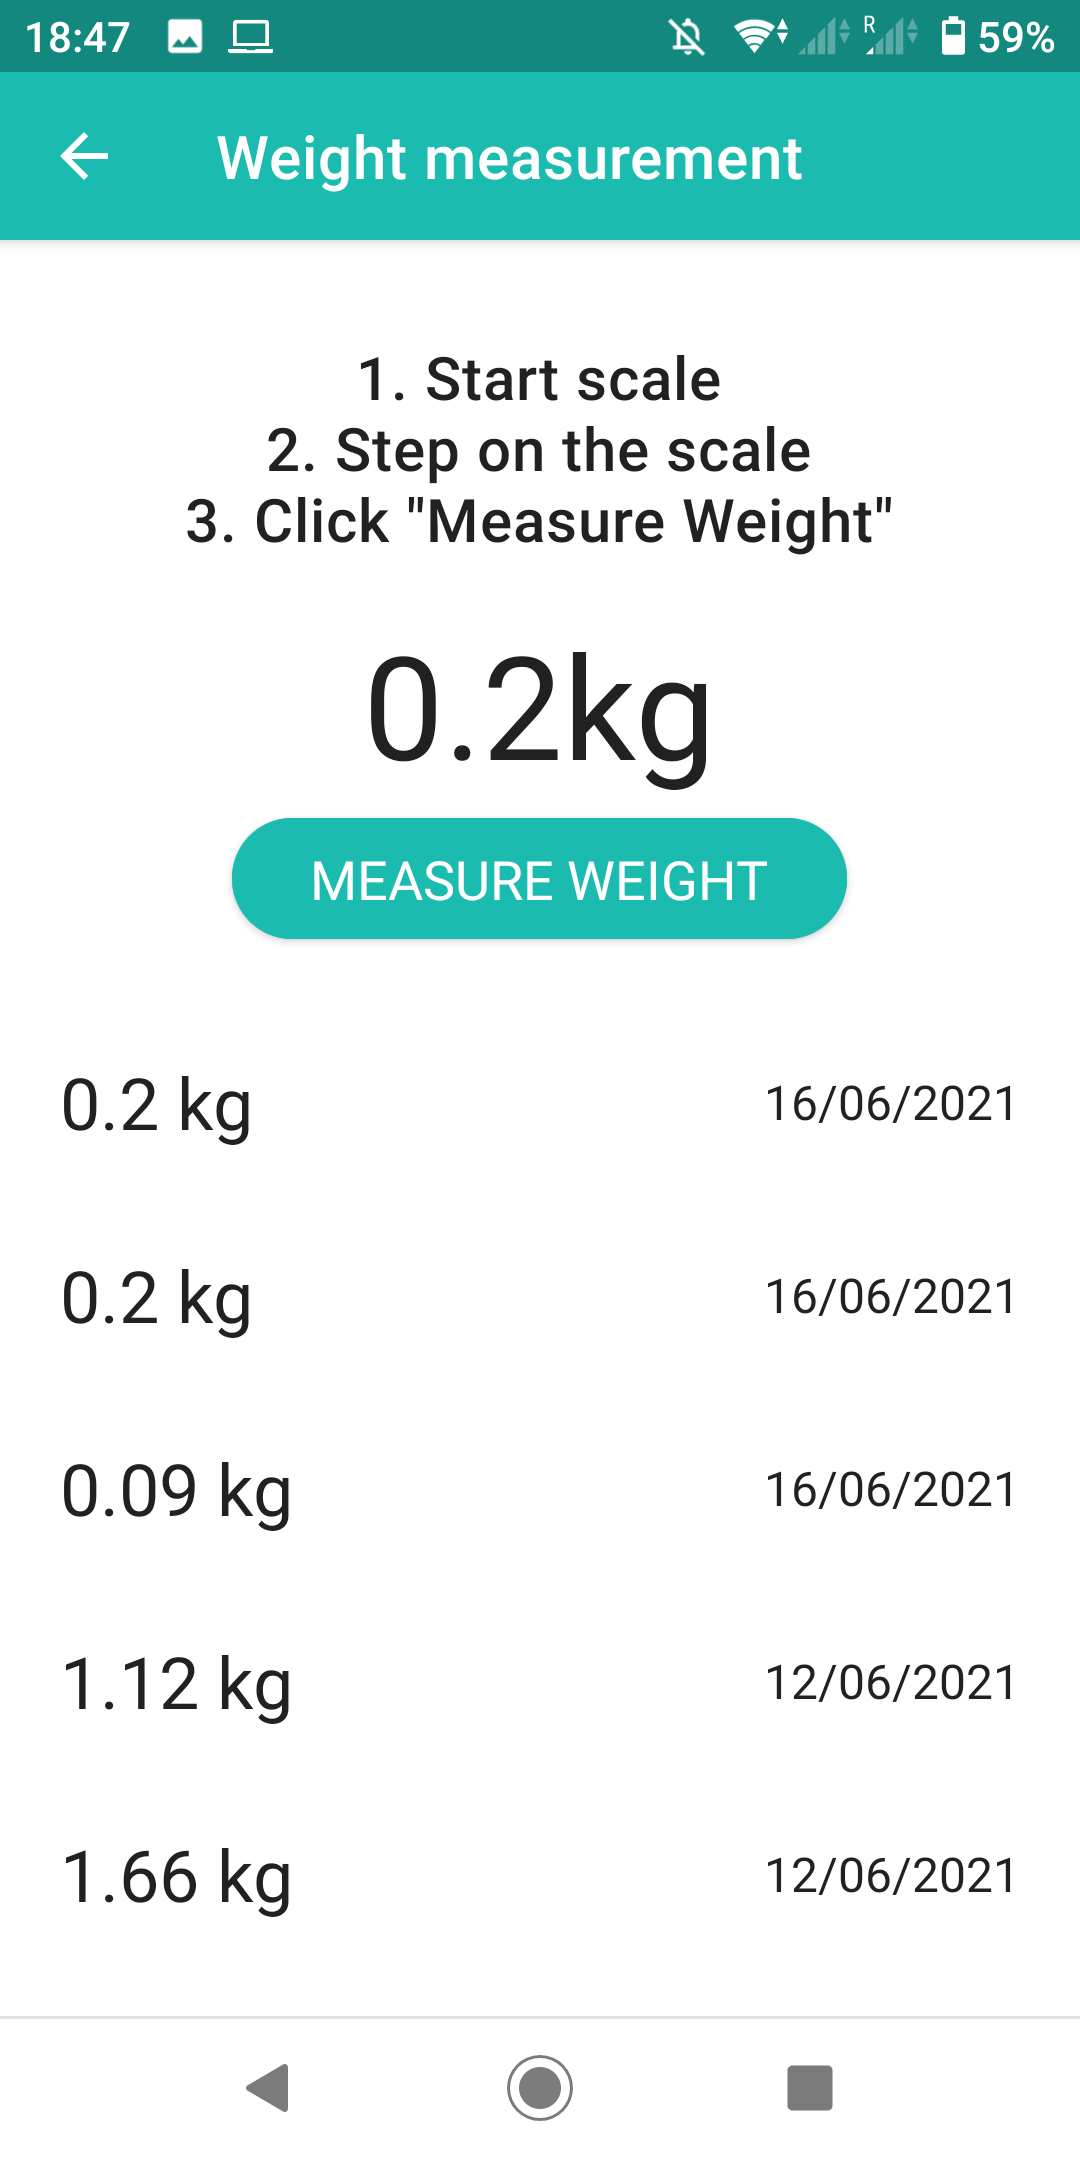 18:47
R
59%
Weight measurement
1. Start scale
2. Step on the scale
3. Click "Measure Weight"
0.2kg
MEASURE WEIGHT
0.2 kg 16/06/2021
0.2 kg 16/06/2021
0.09 kg 16/06/2021
1.12 kg 12/06/2021
1.66 kg 12/06/2021